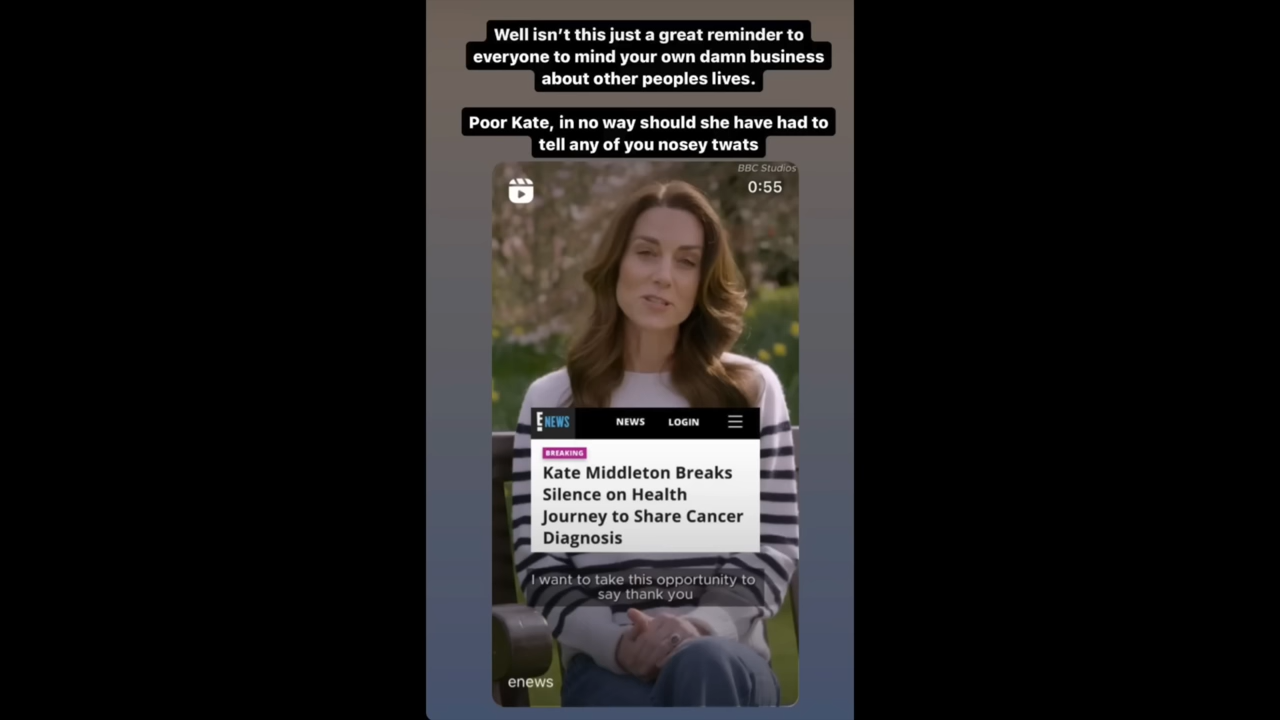 Well isn’t this just a great reminder to
everyone to mind your own damn business
about other peoples lives.
Poor Kate, in no way should she have had to
tell any of you nosey twats
BBC Studios
0:55
E! NEWS
NEWS
LOGIN
BREAKING
Kate Middleton Breaks
Silence on Health
Journey to Share Cancer
Diagnosis
I want to take this opportunity to
say thank you
enews